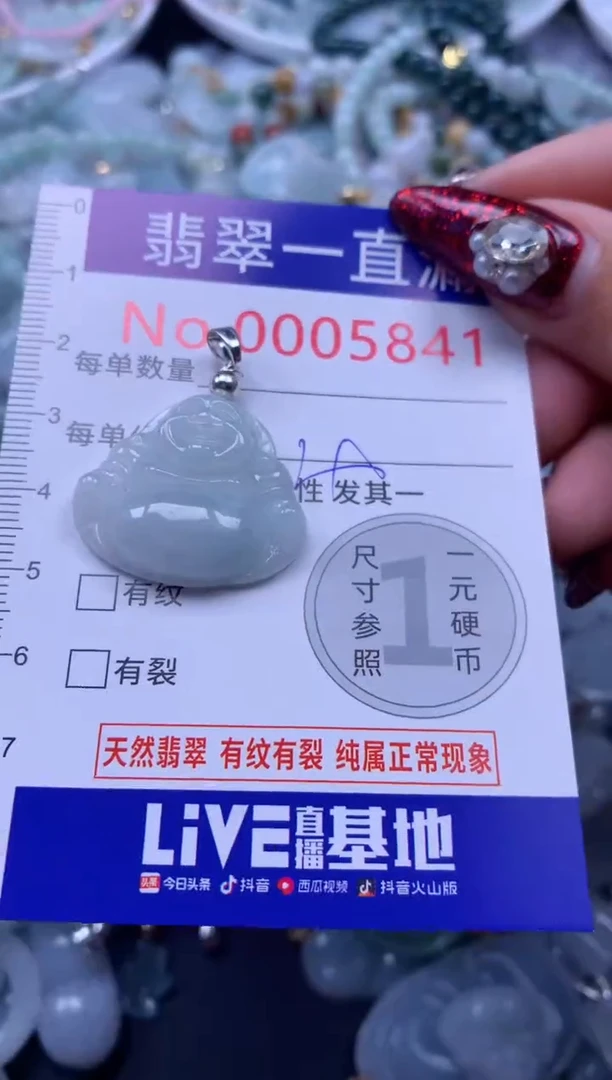 翡翠一直
No.0005841
每单数量
每单
性发其一
尺寸参照
1
一元硬币
有纹
有裂
天然翡翠 有纹有裂 纯属正常现象
LIVE直播基地
头条 今日头条 抖音 西瓜视频 抖音火山版
0
1
2
3
4
5
6
7